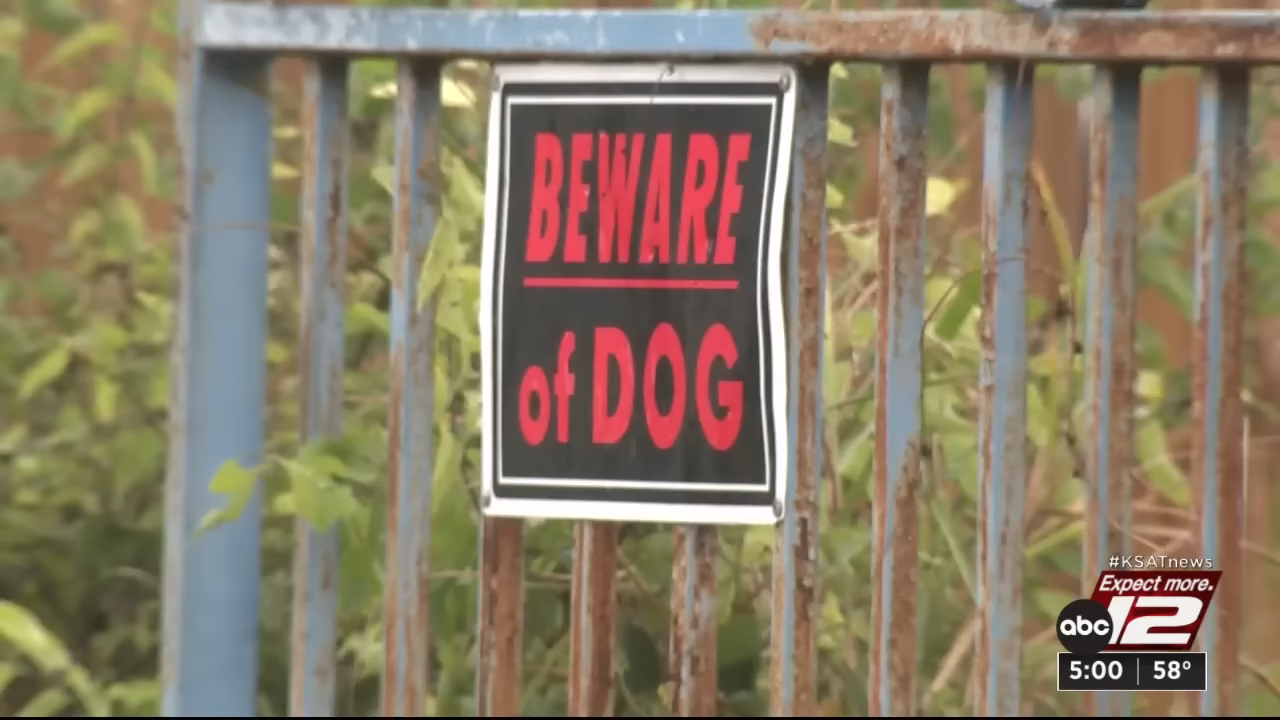 BEWARE
of DOG
#KSATnews
Expect more.
abc 12
5:00 58°